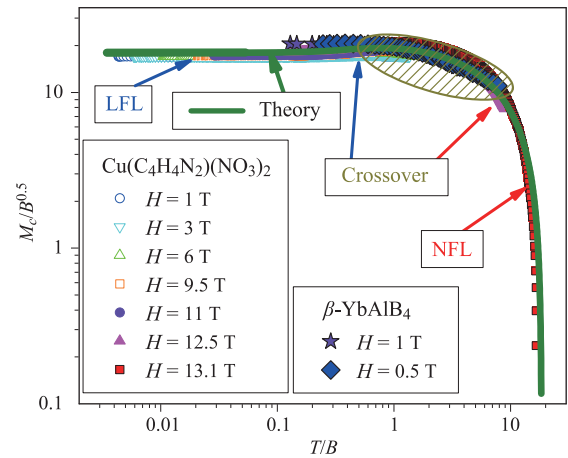 10
LFL
Theory
Cu(C4H4N2)(NO3)2
H = 1 T
H = 3 T
H = 6 T
H = 9.5 T
H = 11 T
H = 12.5 T
H = 13.1 T
Crossover
NFL
β-YbAlB4
H = 1 T
H = 0.5 T
Mc/B^0.5
1
0.1
0.01
0.1
1
10
T/B